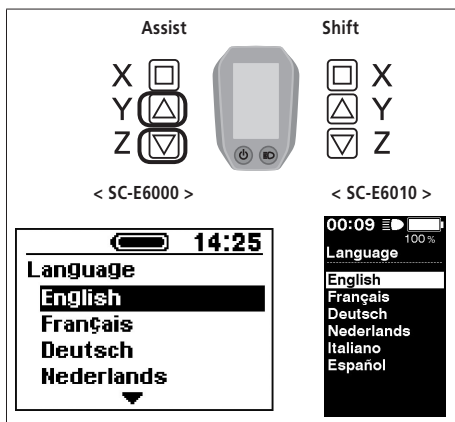 Assist Shift
X X
Y Y
Z Z
< SC-E6000 > < SC-E6010 >
14:25
Language
English
Français
Deutsch
Nederlands
00:09
100 %
Language
English
Français
Deutsch
Nederlands
Italiano
Español